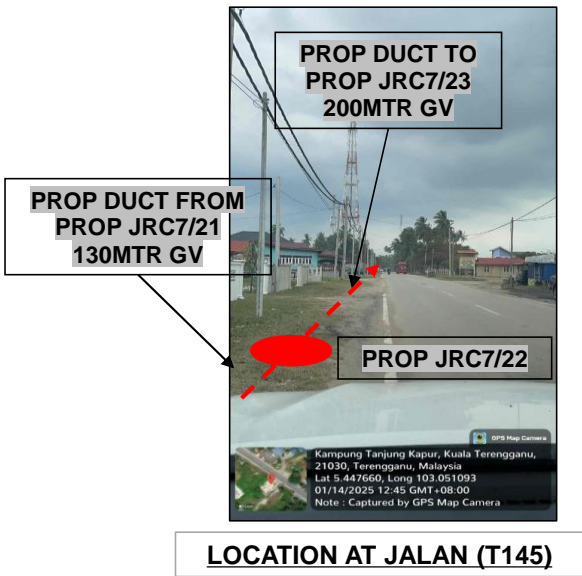 PROP DUCT TO
PROP JRC7/23
200MTR GV
PROP DUCT FROM
PROP JRC7/21
130MTR GV
PROP JRC7/22
GPS Map Camera
Kampung Tanjung Kapur, Kuala Terengganu,
21030, Terengganu, Malaysia
Lat 5.447660, Long 103.051093
01/14/2025 12:45 GMT+08:00
Note : Captured by GPS Map Camera
LOCATION AT JALAN (T145)